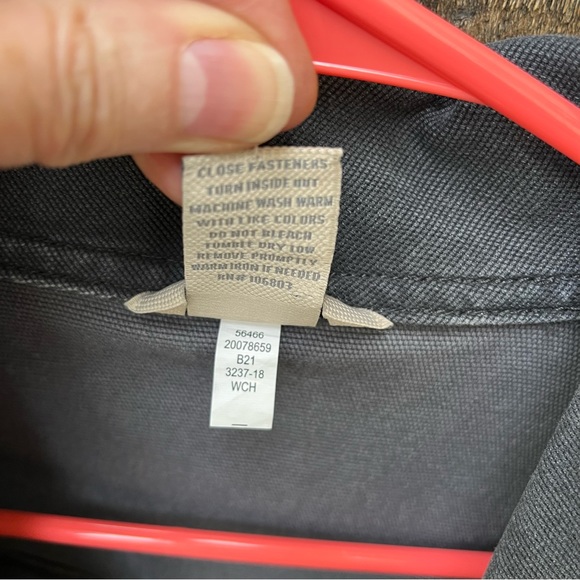 CLOSE FASTENERS
TURN INSIDE OUT
MACHINE WASH WARM
WITH LIKE COLORS
DO NOT BLEACH
TUMBLE DRY LOW
REMOVE PROMPTLY
WARM IRON IF NEEDED
RN# 106803
56466
20078659
B21
3237-18
WCH